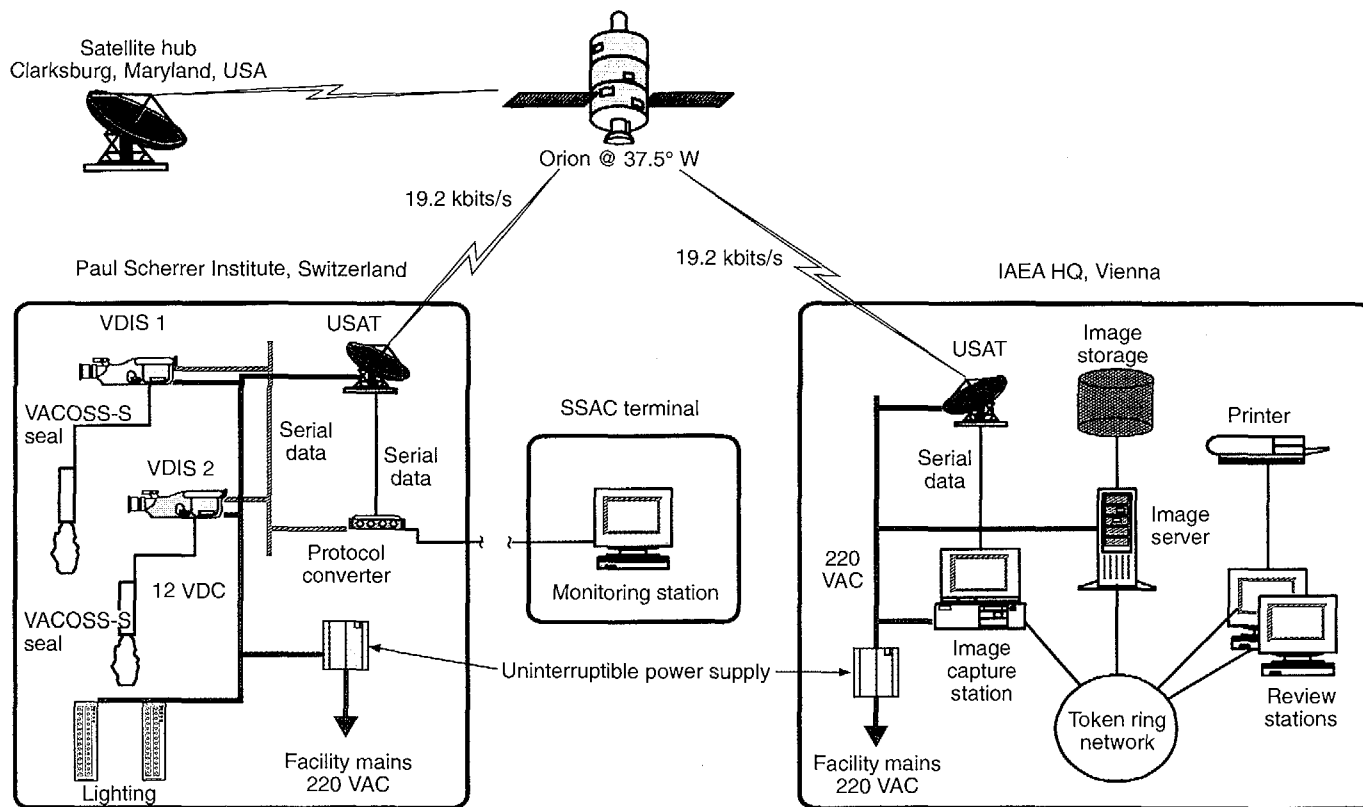 Satellite hub
Clarksburg, Maryland, USA
Orion @ 37.5° W
19.2 kbits/s
19.2 kbits/s
Paul Scherrer Institute, Switzerland
VDIS 1
USAT
VACOSS-S
seal
Serial
data
Serial
data
VDIS 2
Protocol
converter
12 VDC
VACOSS-S
seal
Lighting
Facility mains
220 VAC
SSAC terminal
Monitoring station
Uninterruptible power supply
IAEA HQ, Vienna
USAT
Image
storage
Printer
Serial
data
Image
server
220
VAC
Image
capture
station
Token ring
network
Review
stations
Facility mains
220 VAC